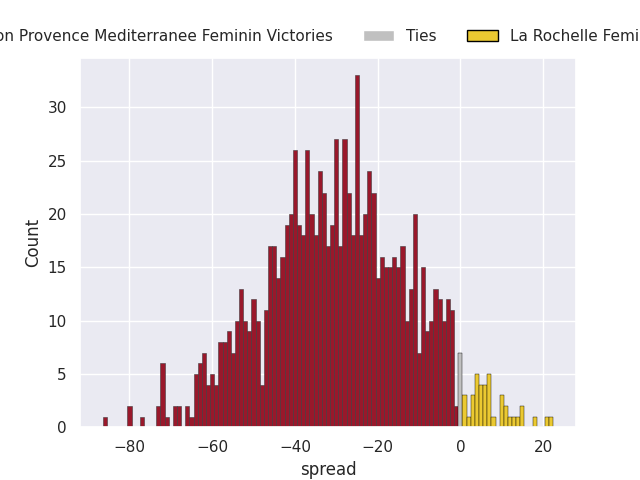 on Provence Mediterranee Feminin Victories Ties La Rochelle Femi
30
25
20
15
10
5
0
Count
−80 −60 −40 −20 0 20
spread